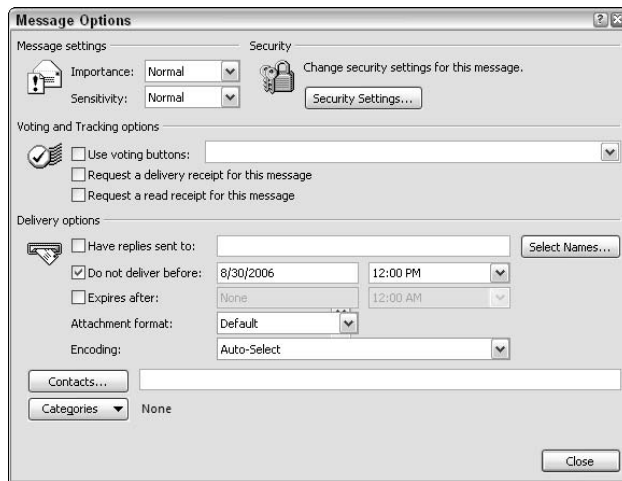 Message Options
Message settings
Security
Importance: Normal
Sensitivity: Normal
Change security settings for this message.
Security Settings...
Voting and Tracking options
Use voting buttons:
Request a delivery receipt for this message
Request a read receipt for this message
Delivery options
Have replies sent to:
Select Names...
Do not deliver before: 8/30/2006 12:00 PM
Expires after: None 12:00 AM
Attachment format: Default
Encoding: Auto-Select
Contacts...
Categories None
Close